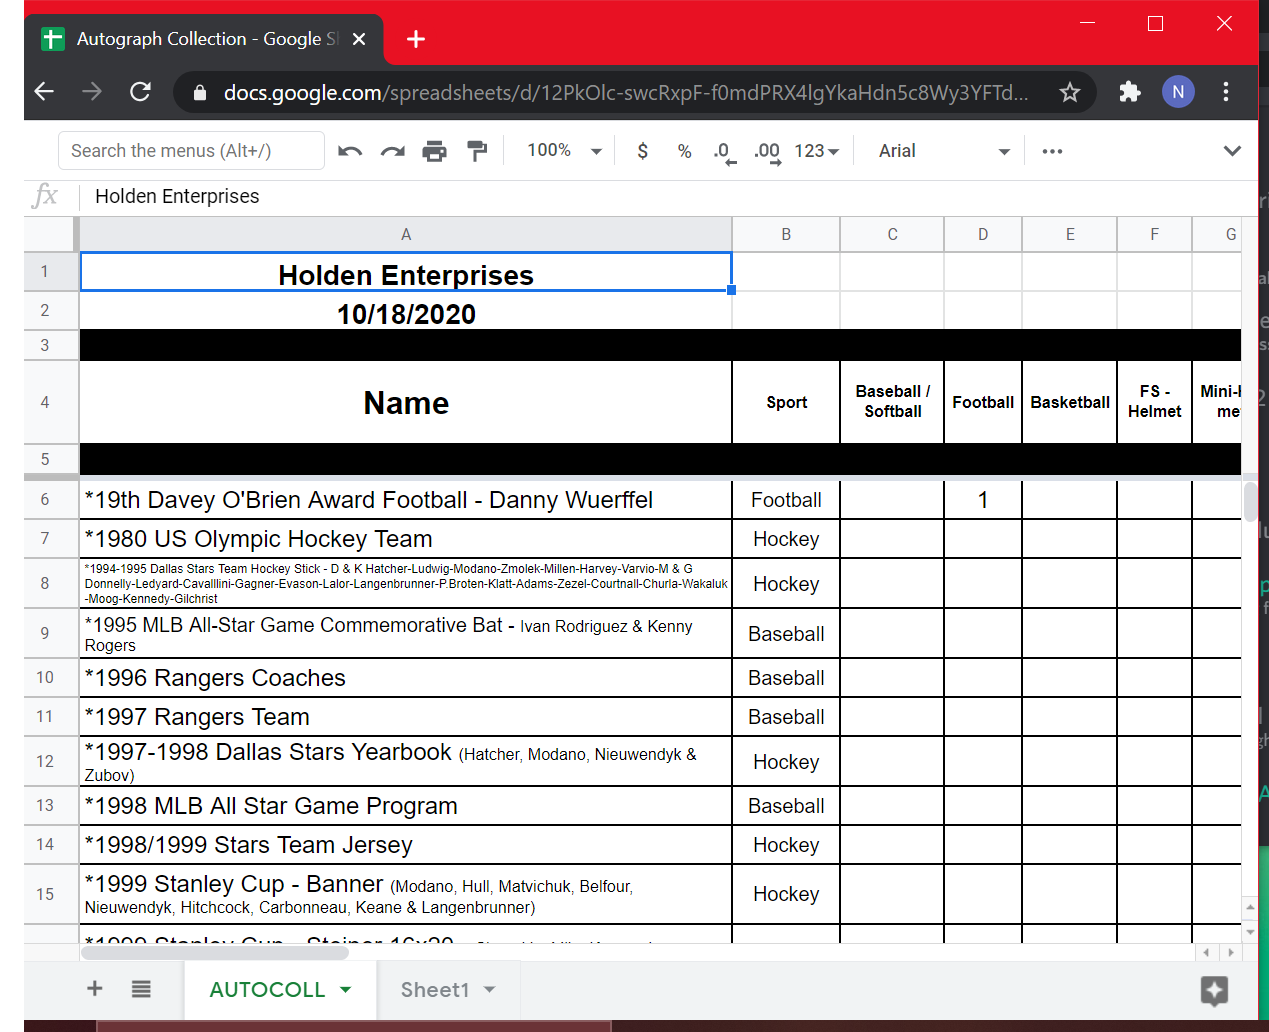 Autograph Collection - Google S
docs.google.com/spreadsheets/d/12PkOlc-swcRxpF-f0mdPRX4lgYkaHdn5c8Wy3YFTd...
N
Search the menus (Alt+/)
100%
$
%
.0
.00
123
Arial
fx
Holden Enterprises
A B C D E F G
1 Holden Enterprises
2 10/18/2020
3
4 Name Sport Baseball / Softball Football Basketball FS - Helmet Mini-
5
6 *19th Davey O'Brien Award Football - Danny Wuerffel Football 1
7 *1980 US Olympic Hockey Team Hockey
8 *1994-1995 Dallas Stars Team Hockey Stick - D & K Hatcher-Ludwig-Modano-Zmolek-Millen-Harvey-Varvio-M & G
Donnelly-Ledyard-Cavalllini-Gagner-Evason-Lalor-Langenbrunner-P.Broten-Klatt-Adams-Zezel-Courtnall-Churla-Wakaluk
-Moog-Kennedy-Gilchrist
Hockey
9 *1995 MLB All-Star Game Commemorative Bat - Ivan Rodriguez & Kenny
Rogers
Baseball
10 *1996 Rangers Coaches Baseball
11 *1997 Rangers Team Baseball
12 *1997-1998 Dallas Stars Yearbook (Hatcher, Modano, Nieuwendyk &
Zubov)
Hockey
13 *1998 MLB All Star Game Program Baseball
14 *1998/1999 Stars Team Jersey Hockey
15 *1999 Stanley Cup - Banner (Modano, Hull, Matvichuk, Belfour,
Nieuwendyk, Hitchcock, Carbonneau, Keane & Langenbrunner)
Hockey
*1999 Stanley Cup - Steiner 16x20
AUTOCOLL
Sheet1